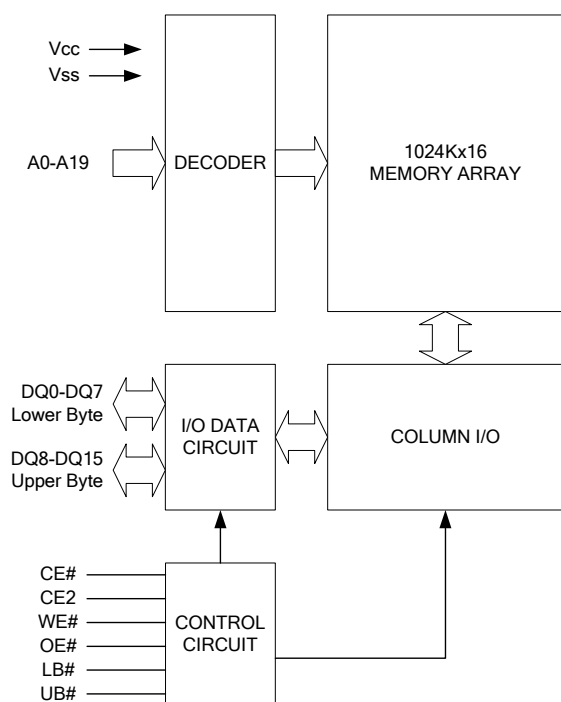 Vcc
Vss
A0-A19
DECODER
1024Kx16
MEMORY ARRAY
DQ0-DQ7
Lower Byte
DQ8-DQ15
Upper Byte
I/O DATA
CIRCUIT
COLUMN I/O
CE#
CE2
WE#
OE#
LB#
UB#
CONTROL
CIRCUIT